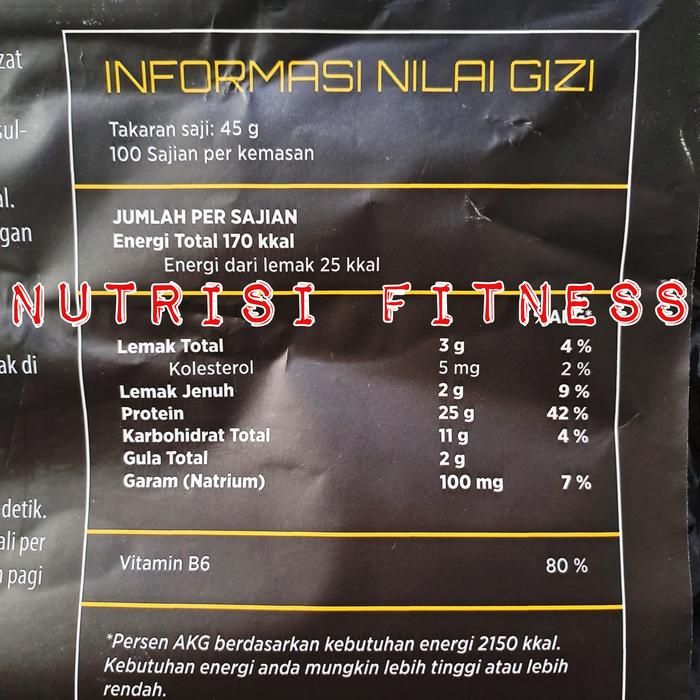 INFORMASI NILAI GIZI
Takaran saji: 45 g
100 Sajian per kemasan
JUMLAH PER SAJIAN
Energi Total 170 kkal
Energi dari lemak 25 kkal
NUTRISI FITNESS
Lemak Total 3 g 4 %
Kolesterol 5 mg 2 %
Lemak Jenuh 2 g 9 %
Protein 25 g 42 %
Karbohidrat Total 11 g 4 %
Gula Total 2 g
Garam (Natrium) 100 mg 7 %
Vitamin B6 80 %
*Persen AKG berdasarkan kebutuhan energi 2150 kkal.
Kebutuhan energi anda mungkin lebih tinggi atau lebih
rendah.
zat
sul-
al.
gan
ak di
detik.
ali per
pagi